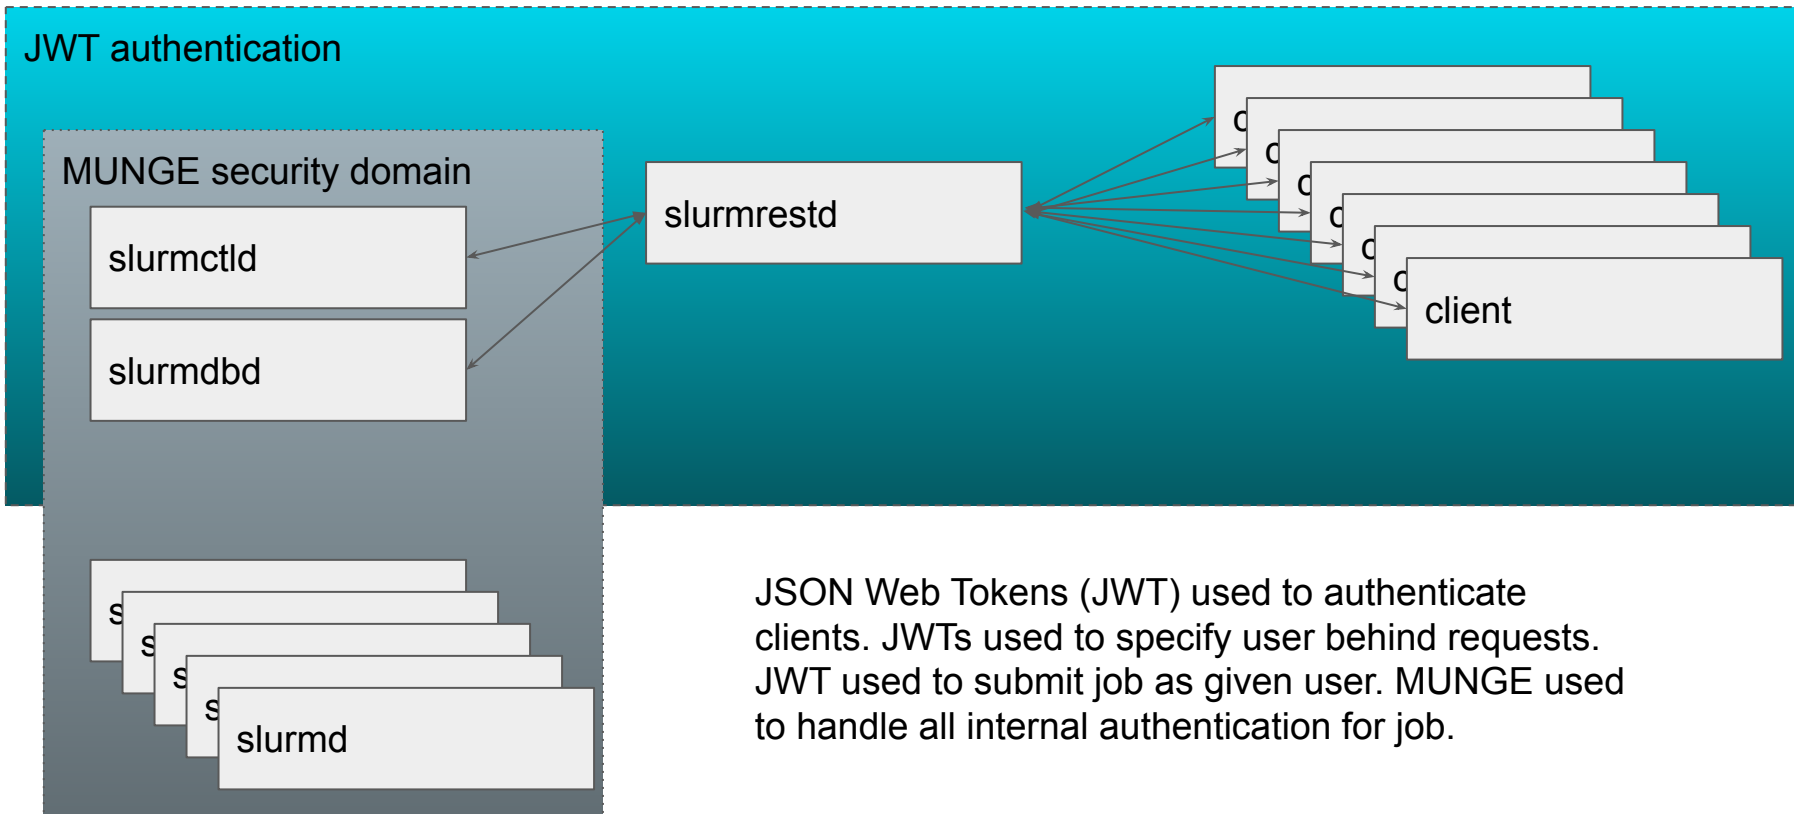 JWT authentication
MUNGE security domain
slurmctld
slurmdbd
slurmrestd
c
c
c
c
c
c
client
s
s
s
s
slurmd
JSON Web Tokens (JWT) used to authenticate
clients. JWTs used to specify user behind requests.
JWT used to submit job as given user. MUNGE used
to handle all internal authentication for job.